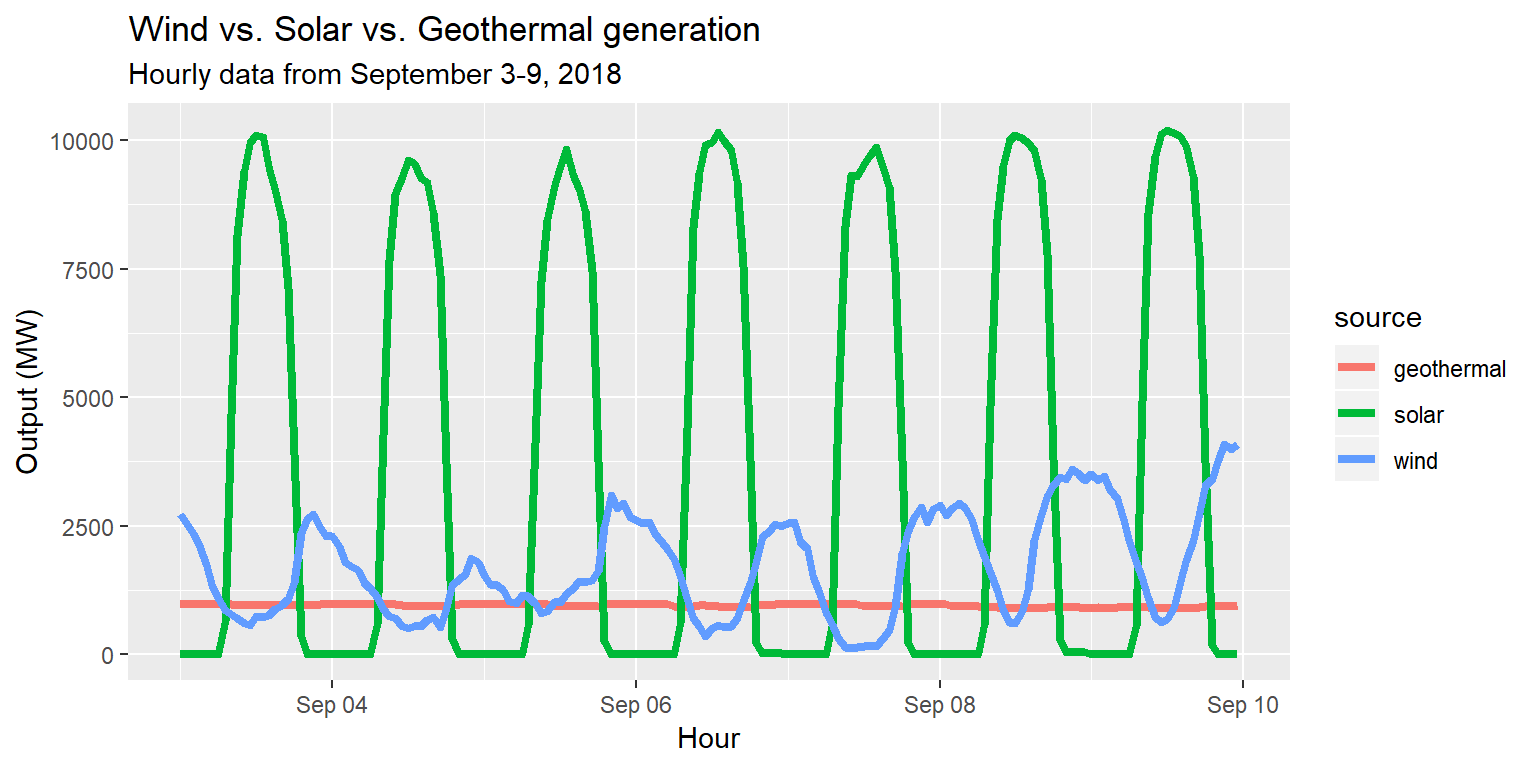 Wind vs. Solar vs. Geothermal generation
Hourly data from September 3-9, 2018
10000
7500
5000
2500
0
Output (MW)
Sep 04
Sep 06
Sep 08
Sep 10
Hour
source
geothermal
solar
wind